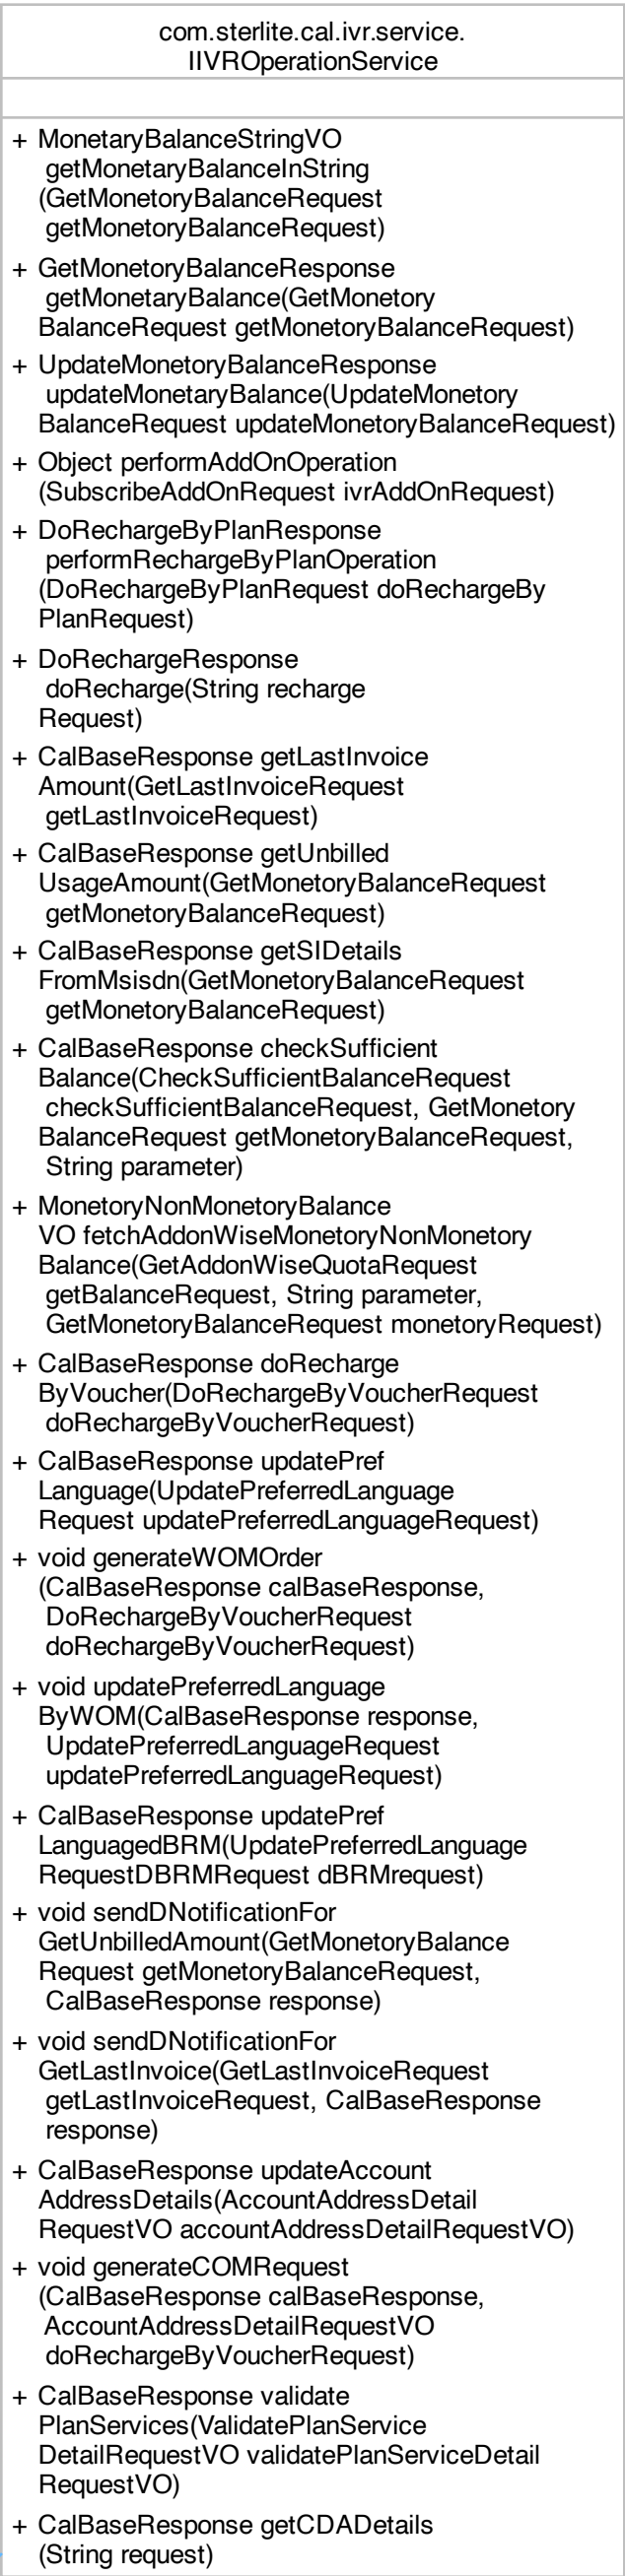 com.sterlite.cal.ivr.service.
IIVROperationService
+ MonetaryBalanceStringVO
getMonetaryBalanceInString
(GetMonetoryBalanceRequest
getMonetoryBalanceRequest)
+ GetMonetoryBalanceResponse
getMonetaryBalance(GetMonetory
BalanceRequest getMonetoryBalanceRequest)
+ UpdateMonetoryBalanceResponse
updateMonetaryBalance(UpdateMonetory
BalanceRequest updateMonetoryBalanceRequest)
+ Object performAddOnOperation
(SubscribeAddOnRequest ivrAddOnRequest)
+ DoRechargeByPlanResponse
performRechargeByPlanOperation
(DoRechargeByPlanRequest doRechargeBy
PlanRequest)
+ DoRechargeResponse
doRecharge(String recharge
Request)
+ CalBaseResponse getLastInvoice
Amount(GetLastInvoiceRequest
getLastInvoiceRequest)
+ CalBaseResponse getUnbilled
UsageAmount(GetMonetoryBalanceRequest
getMonetoryBalanceRequest)
+ CalBaseResponse getSIDetails
FromMsisdn(GetMonetoryBalanceRequest
getMonetoryBalanceRequest)
+ CalBaseResponse checkSufficient
Balance(CheckSufficientBalanceRequest
checkSufficientBalanceRequest, GetMonetory
BalanceRequest getMonetoryBalanceRequest,
String parameter)
+ MonetoryNonMonetoryBalance
VO fetchAddonWiseMonetoryNonMonetory
Balance(GetAddonWiseQuotaRequest
getBalanceRequest, String parameter,
GetMonetoryBalanceRequest monetoryRequest)
+ CalBaseResponse doRecharge
ByVoucher(DoRechargeByVoucherRequest
doRechargeByVoucherRequest)
+ CalBaseResponse updatePref
Language(UpdatePreferredLanguage
Request updatePreferredLanguageRequest)
+ void generateWOMOrder
(CalBaseResponse calBaseResponse,
DoRechargeByVoucherRequest
doRechargeByVoucherRequest)
+ void updatePreferredLanguage
ByWOM(CalBaseResponse response,
UpdatePreferredLanguageRequest
updatePreferredLanguageRequest)
+ CalBaseResponse updatePref
LanguagedBRM(UpdatePreferredLanguage
RequestDBRMRequest dBRMrequest)
+ void sendDNotificationFor
GetUnbilledAmount(GetMonetoryBalance
Request getMonetoryBalanceRequest,
CalBaseResponse response)
+ void sendDNotificationFor
GetLastInvoice(GetLastInvoiceRequest
getLastInvoiceRequest, CalBaseResponse
response)
+ CalBaseResponse updateAccount
AddressDetails(AccountAddressDetail
RequestVO accountAddressDetailRequestVO)
+ void generateCOMRequest
(CalBaseResponse calBaseResponse,
AccountAddressDetailRequestVO
doRechargeByVoucherRequest)
+ CalBaseResponse validate
PlanServices(ValidatePlanService
DetailRequestVO validatePlanServiceDetail
RequestVO)
+ CalBaseResponse getCDADetails
(String request)